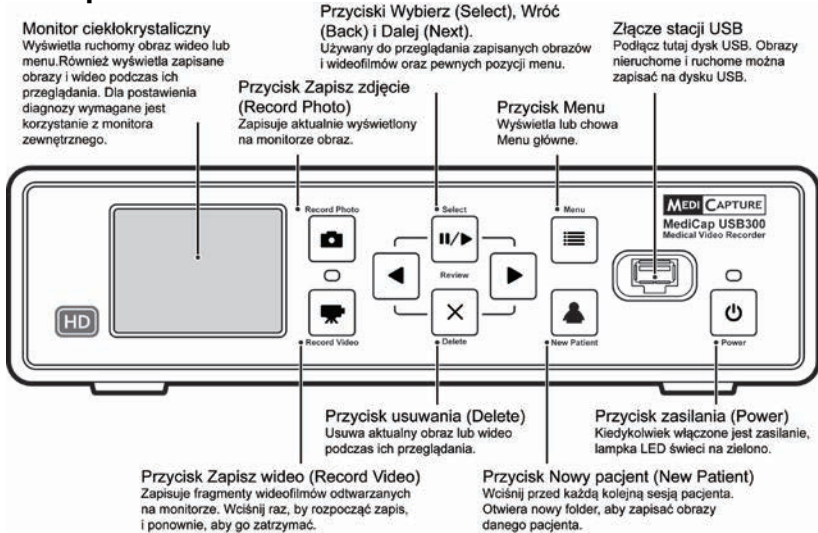 Monitor ciekłokrystaliczny
Wyświetla ruchomy obraz wideo lub
menu.Również wyświetla zapisane
obrazy i wideo podczas ich
przeglądania. Dla postawienia
diagnozy wymagane jest
korzystanie z monitora
zewnętrznego.
Przycisk Zapisz zdjęcie
(Record Photo)
Zapisuje aktualnie wyświetlony
na monitorze obraz.
Przyciski Wybierz (Select), Wróć
(Back) i Dalej (Next).
Używany do przeglądania zapisanych obrazów
i wideofilmów oraz pewnych pozycji menu.
Przycisk Menu
Wyświetla lub chowa
Menu główne.
Złącze stacji USB
Podłącz tutaj dysk USB. Obrazy
nieruchome i ruchome można
zapisać na dysku USB.
Record Photo
Select
Menu
MEDI CAPTURE
MediCap USB300
Medical Video Recorder
Review
HD
Record Video
Delete
New Patient
Power
Przycisk usuwania (Delete)
Usuwa aktualny obraz lub wideo
podczas ich przeglądania.
Przycisk zasilania (Power)
Kiedykolwiek włączone jest zasilanie,
lampka LED świeci na zielono.
Przycisk Zapisz wideo (Record Video)
Zapisuje fragmenty wideofilmów odtwarzanych
na monitorze. Wciśnij raz, by rozpocząć zapis,
i ponownie, aby go zatrzymać.
Przycisk Nowy pacjent (New Patient)
Wciśnij przed każdą kolejną sesją pacjenta.
Otwiera nowy folder, aby zapisać obrazy
danego pacjenta.